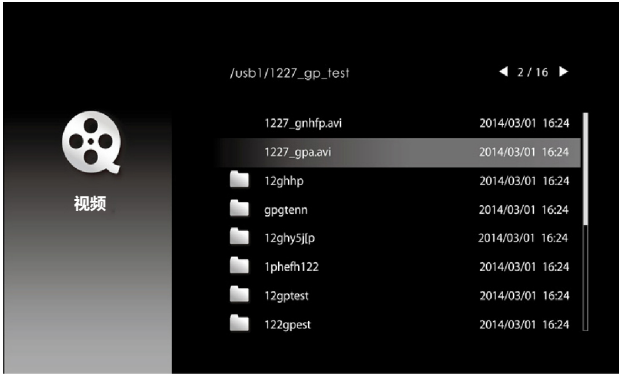 /usb1/1227_gp_test
◀ 2/16 ▶
1227_gnhfp.avi 2014/03/01 16:24
1227_gpa.avi 2014/03/01 16:24
视频
12ghhp 2014/03/01 16:24
gpgtenn 2014/03/01 16:24
12ghy5j[p 2014/03/01 16:24
1phefh122 2014/03/01 16:24
12gptest 2014/03/01 16:24
122gpest 2014/03/01 16:24